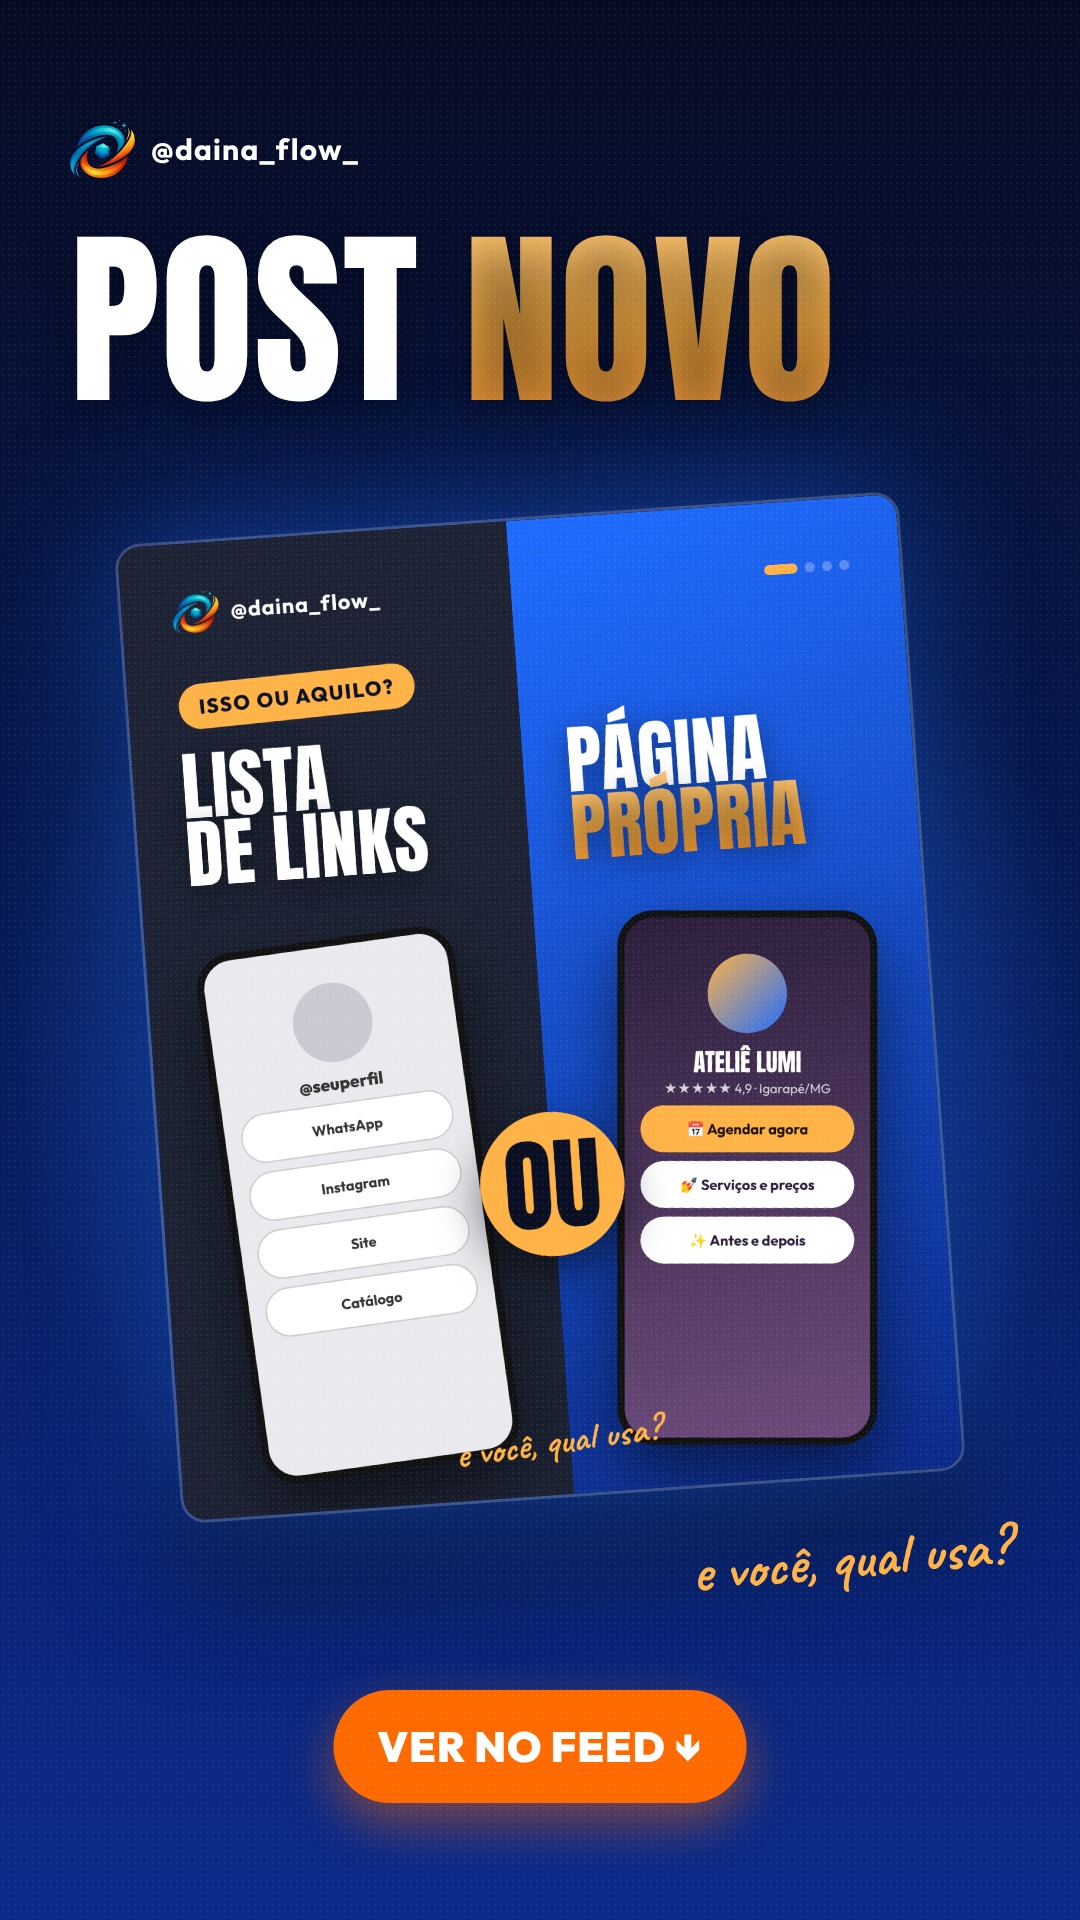 @daina_flow_
POST NOVO
@daina_flow_
ISSO OU AQUILO?
LISTA
DE LINKS
PÁGINA
PRÓPRIA
@seuperfil
WhatsApp
Instagram
Site
Catálogo
OU
ATELIÊ LUMI
★★★★★ 4,9 · Igarapé/MG
📅 Agendar agora
💅 Serviços e preços
✨ Antes e depois
e você, qual usa?
e você, qual usa?
VER NO FEED ↓